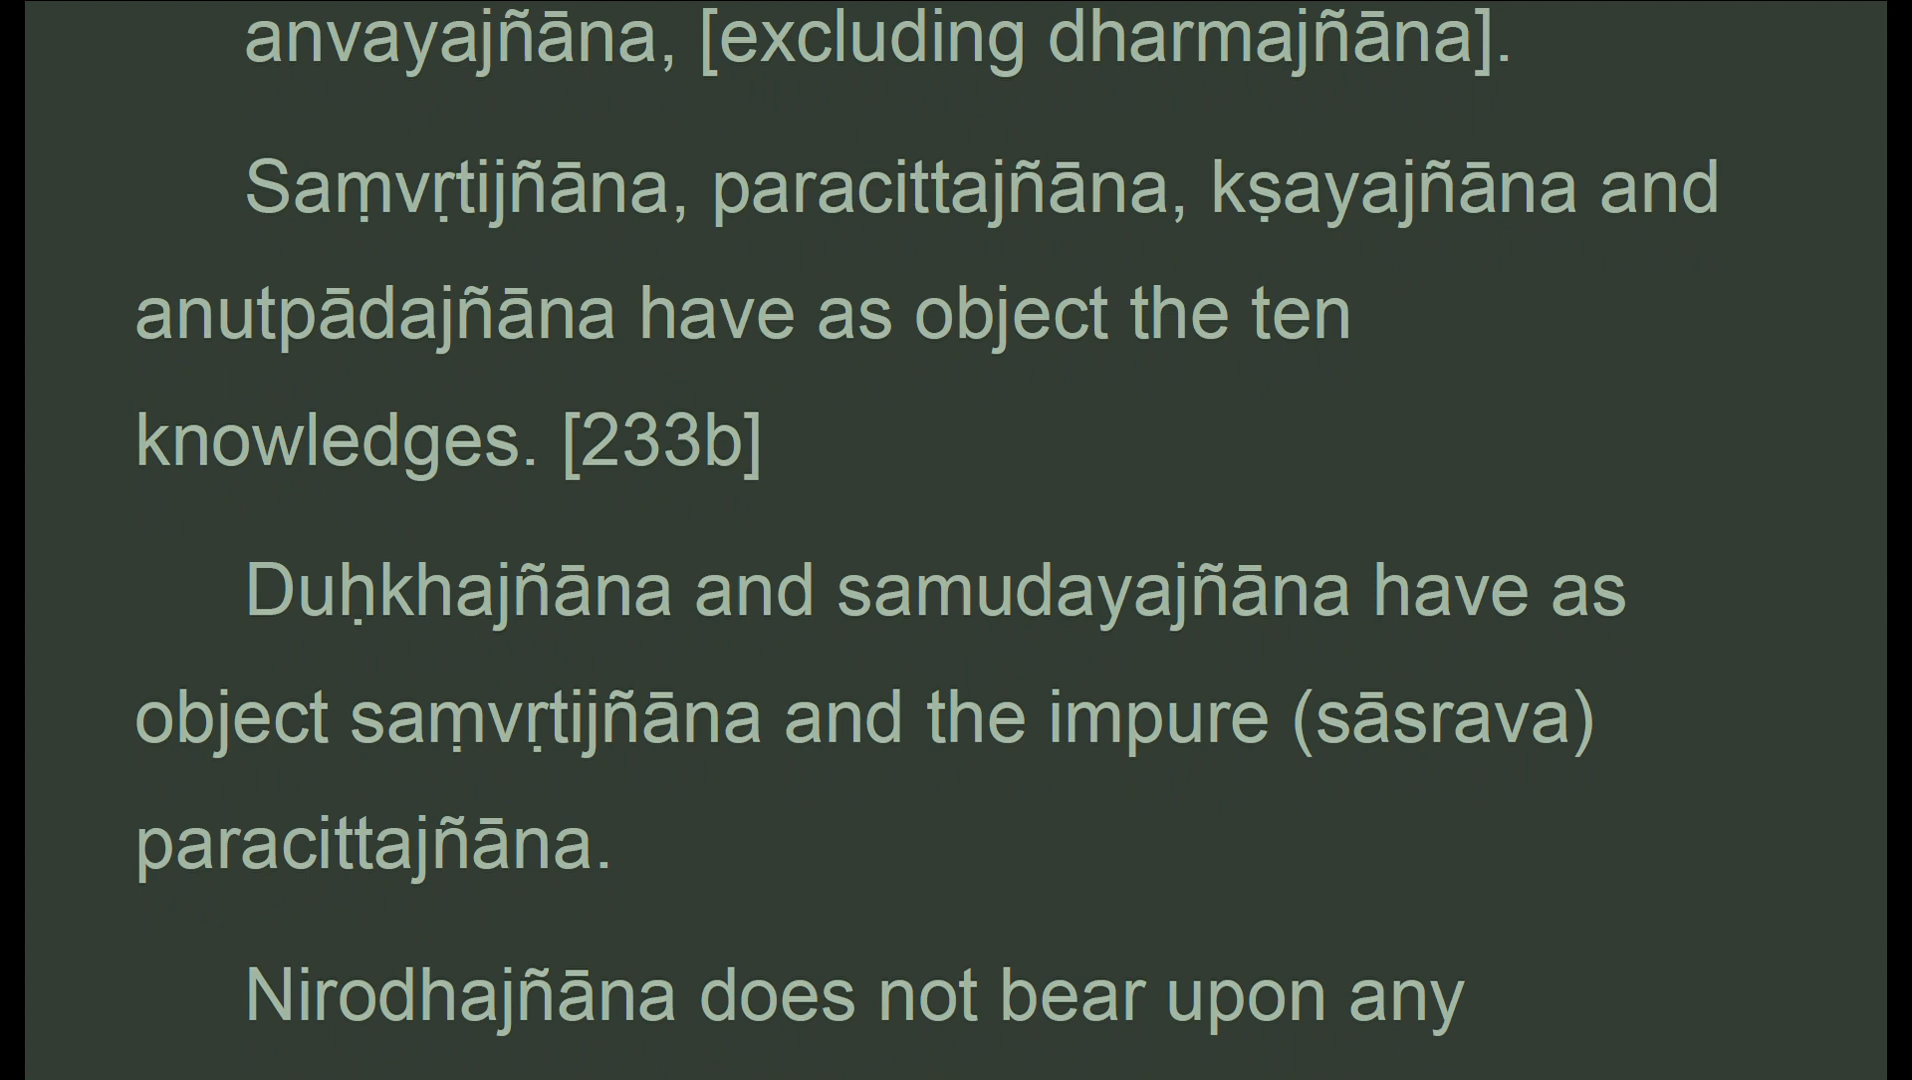 anvayajñāna, [excluding dharmajñāna].
Saṃvṛtijñāna, paracittajñāna, kṣayajñāna and
anutpādajñāna have as object the ten
knowledges. [233b]
Duḥkhajñāna and samudayajñāna have as
object saṃvṛtijñāna and the impure (sāsrava)
paracittajñāna.
Nirodhajñāna does not bear upon any